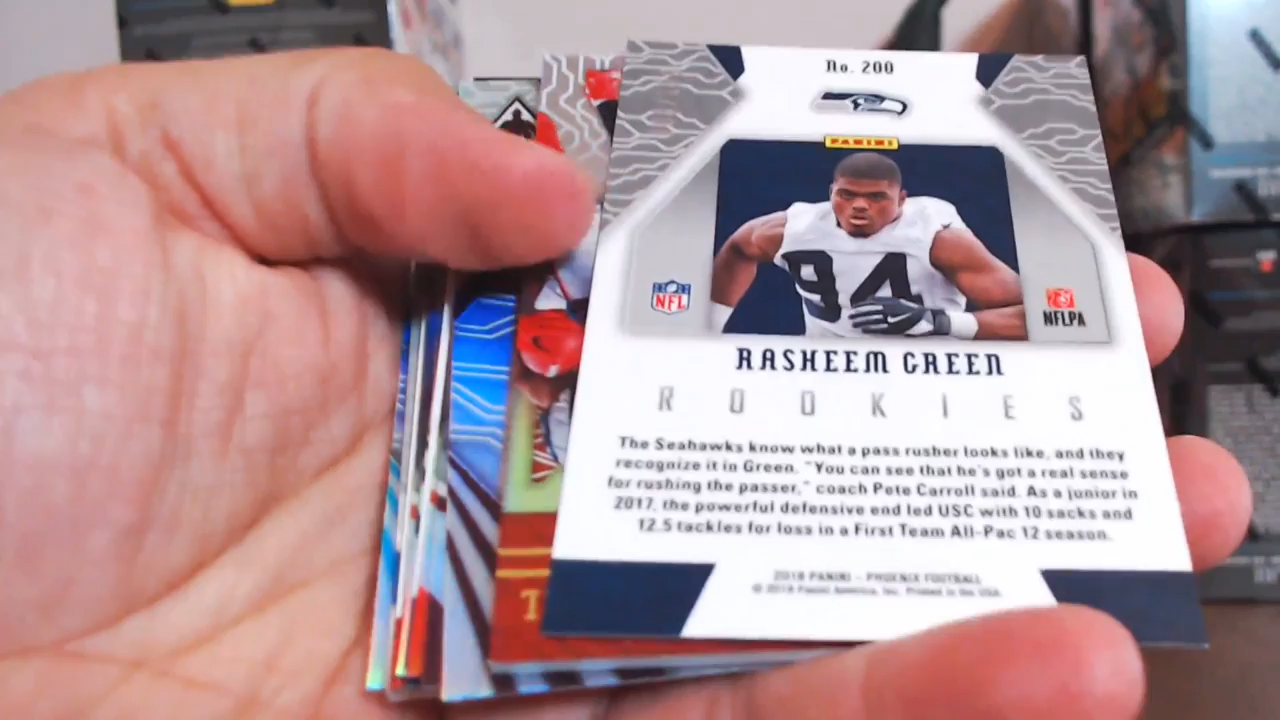 No. 200
PANINI
94
NFL
NFLPA
RASHEEM GREEN
ROOKIES
The Seahawks know what a pass rusher looks like, and they
recognize it in Green. "You can see that he's got a real sense
for rushing the passer," coach Pete Carroll said. As a junior in
2017, the powerful defensive end led USC with 10 sacks and
12.5 tackles for loss in a First Team All-Pac 12 season.
2018 PANINI - PHOENIX FOOTBALL
© 2018 Panini America, Inc. Printed in the USA.
T